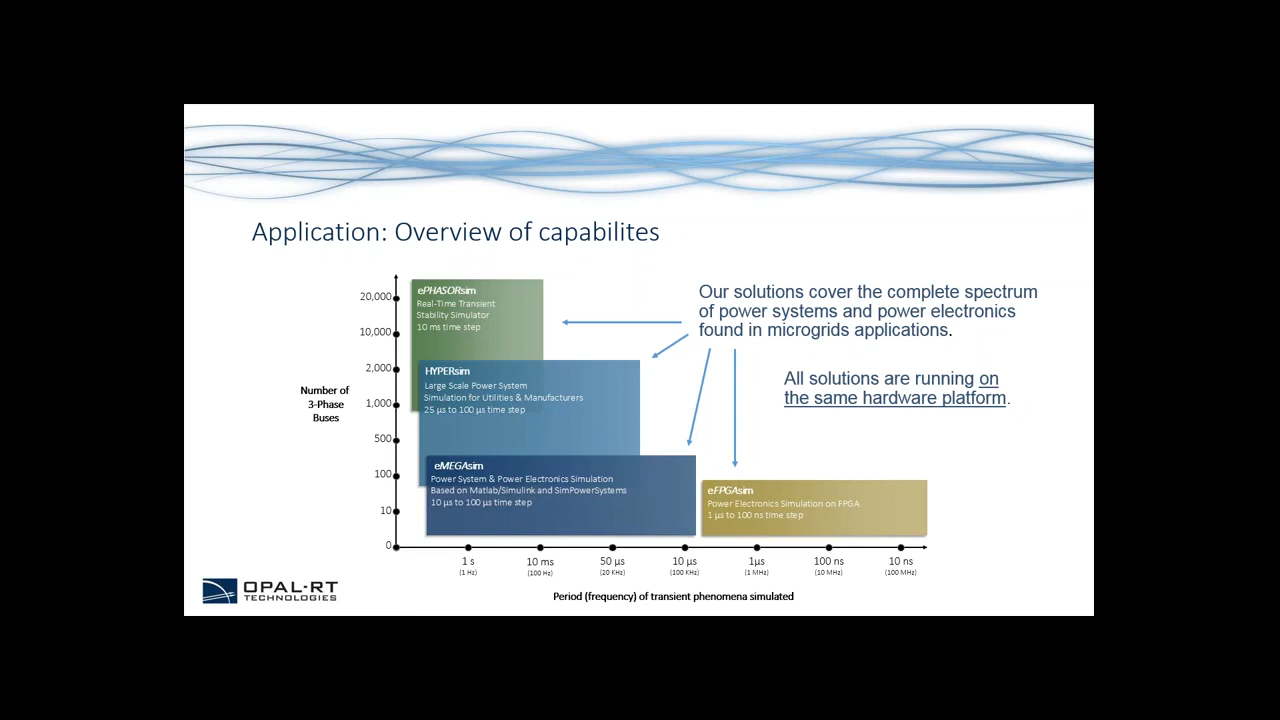 Application: Overview of capabilites
20,000
10,000
2,000
1,000
500
100
10
0
Number of
3-Phase
Buses
ePHASORsim
Real-Time Transient
Stability Simulator
10 ms time step
HYPERsim
Large Scale Power System
Simulation for Utilities & Manufacturers
25 µs to 100 µs time step
eMEGAsim
Power System & Power Electronics Simulation
Based on Matlab/Simulink and SimPowerSystems
10 µs to 100 µs time step
eFPGAsim
Power Electronics Simulation on FPGA
1 µs to 100 ns time step
Our solutions cover the complete spectrum
of power systems and power electronics
found in microgrids applications.
All solutions are running on
the same hardware platform.
1 s
(1 Hz)
10 ms
(100 Hz)
50 µs
(20 KHz)
10 µs
(100 KHz)
1µs
(1 MHz)
100 ns
(10 MHz)
10 ns
(100 MHz)
Period (frequency) of transient phenomena simulated
OPAL-RT
TECHNOLOGIES